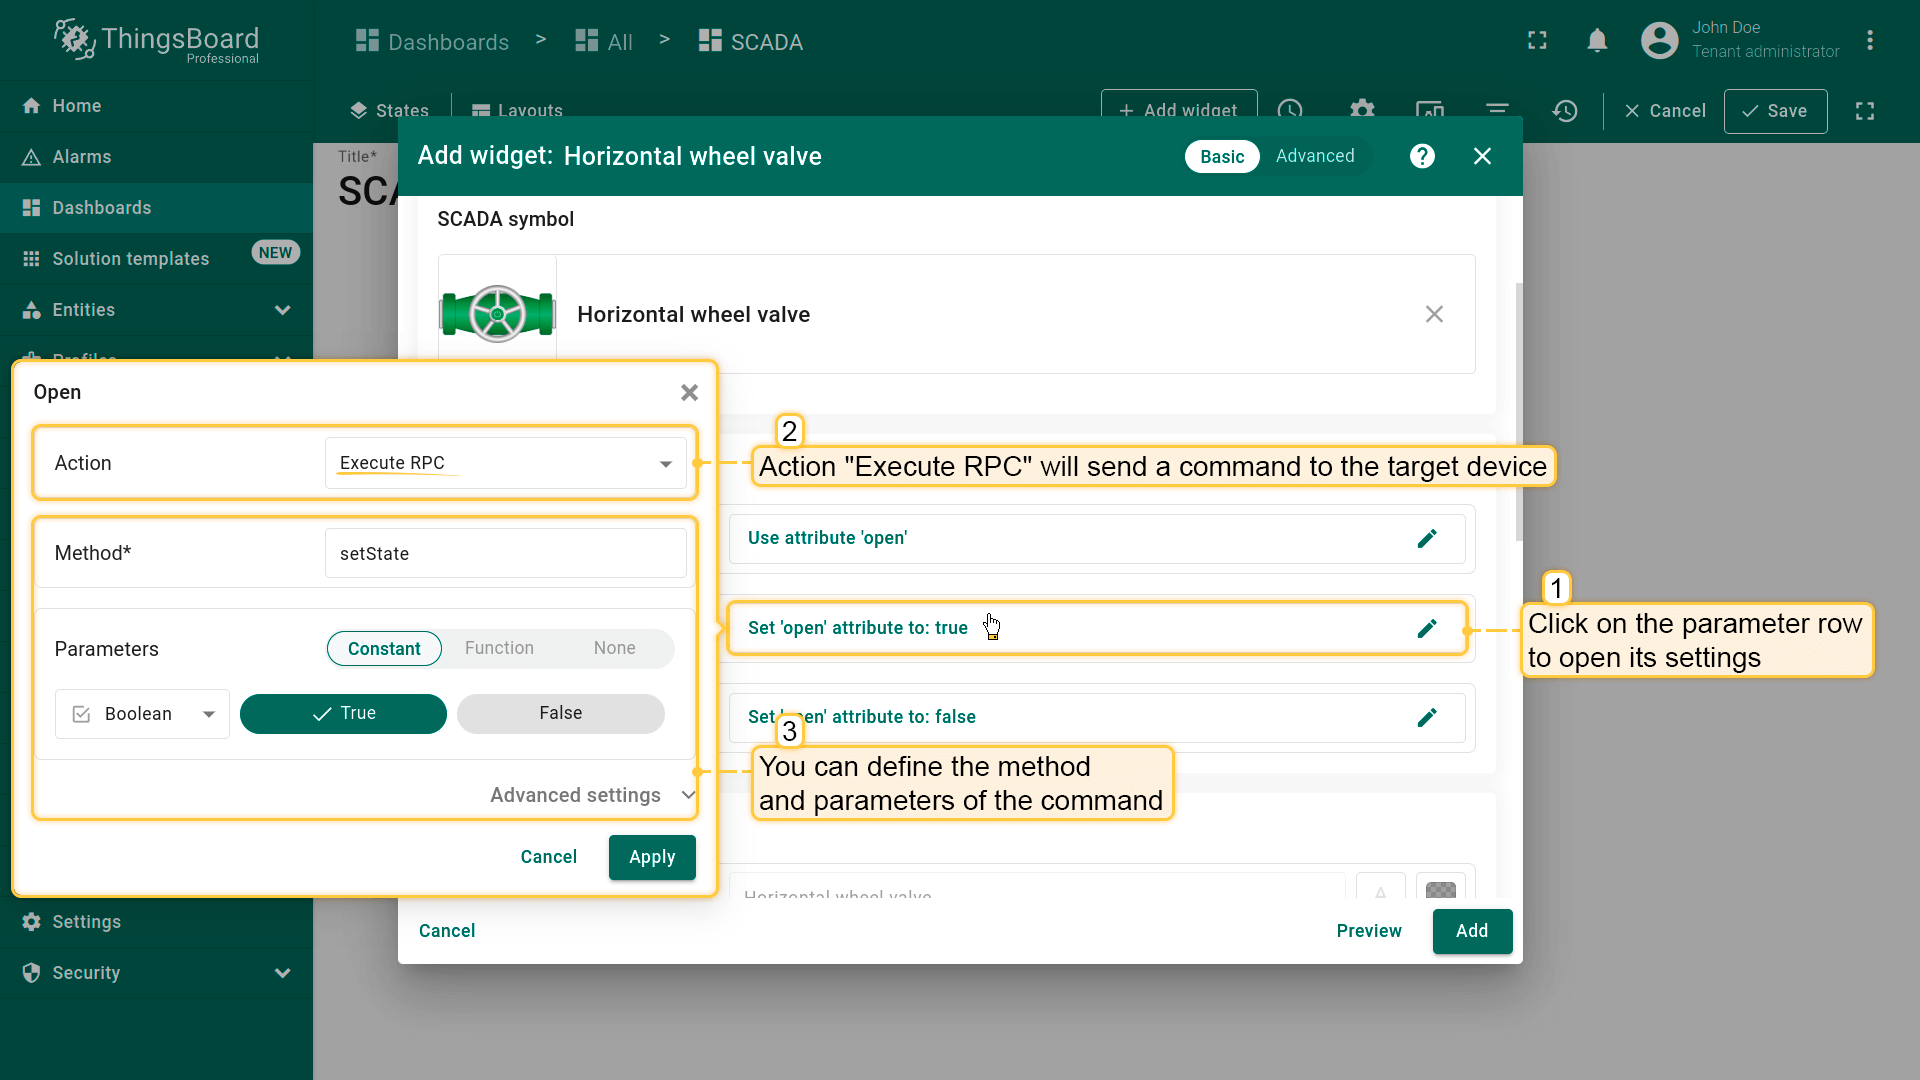 ThingsBoard
Professional
Dashboards > All > SCADA
John Doe
Tenant administrator
Home
Alarms
Dashboards
Solution templates
NEW
Entities
Profiles
Settings
Security
States
Layouts
+ Add widget
Cancel
Save
Title*
SCA
Add widget: Horizontal wheel valve
Basic
Advanced
?
SCADA symbol
Horizontal wheel valve
Open
Action
Execute RPC
Method*
setState
Parameters
Constant
Function
None
Boolean
True
False
Advanced settings
Cancel
Apply
2
Action "Execute RPC" will send a command to the target device
Use attribute 'open'
Set 'open' attribute to: true
1
Click on the parameter row
to open its settings
Set 'open' attribute to: false
3
You can define the method
and parameters of the command
Horizontal wheel valve
A
Cancel
Preview
Add